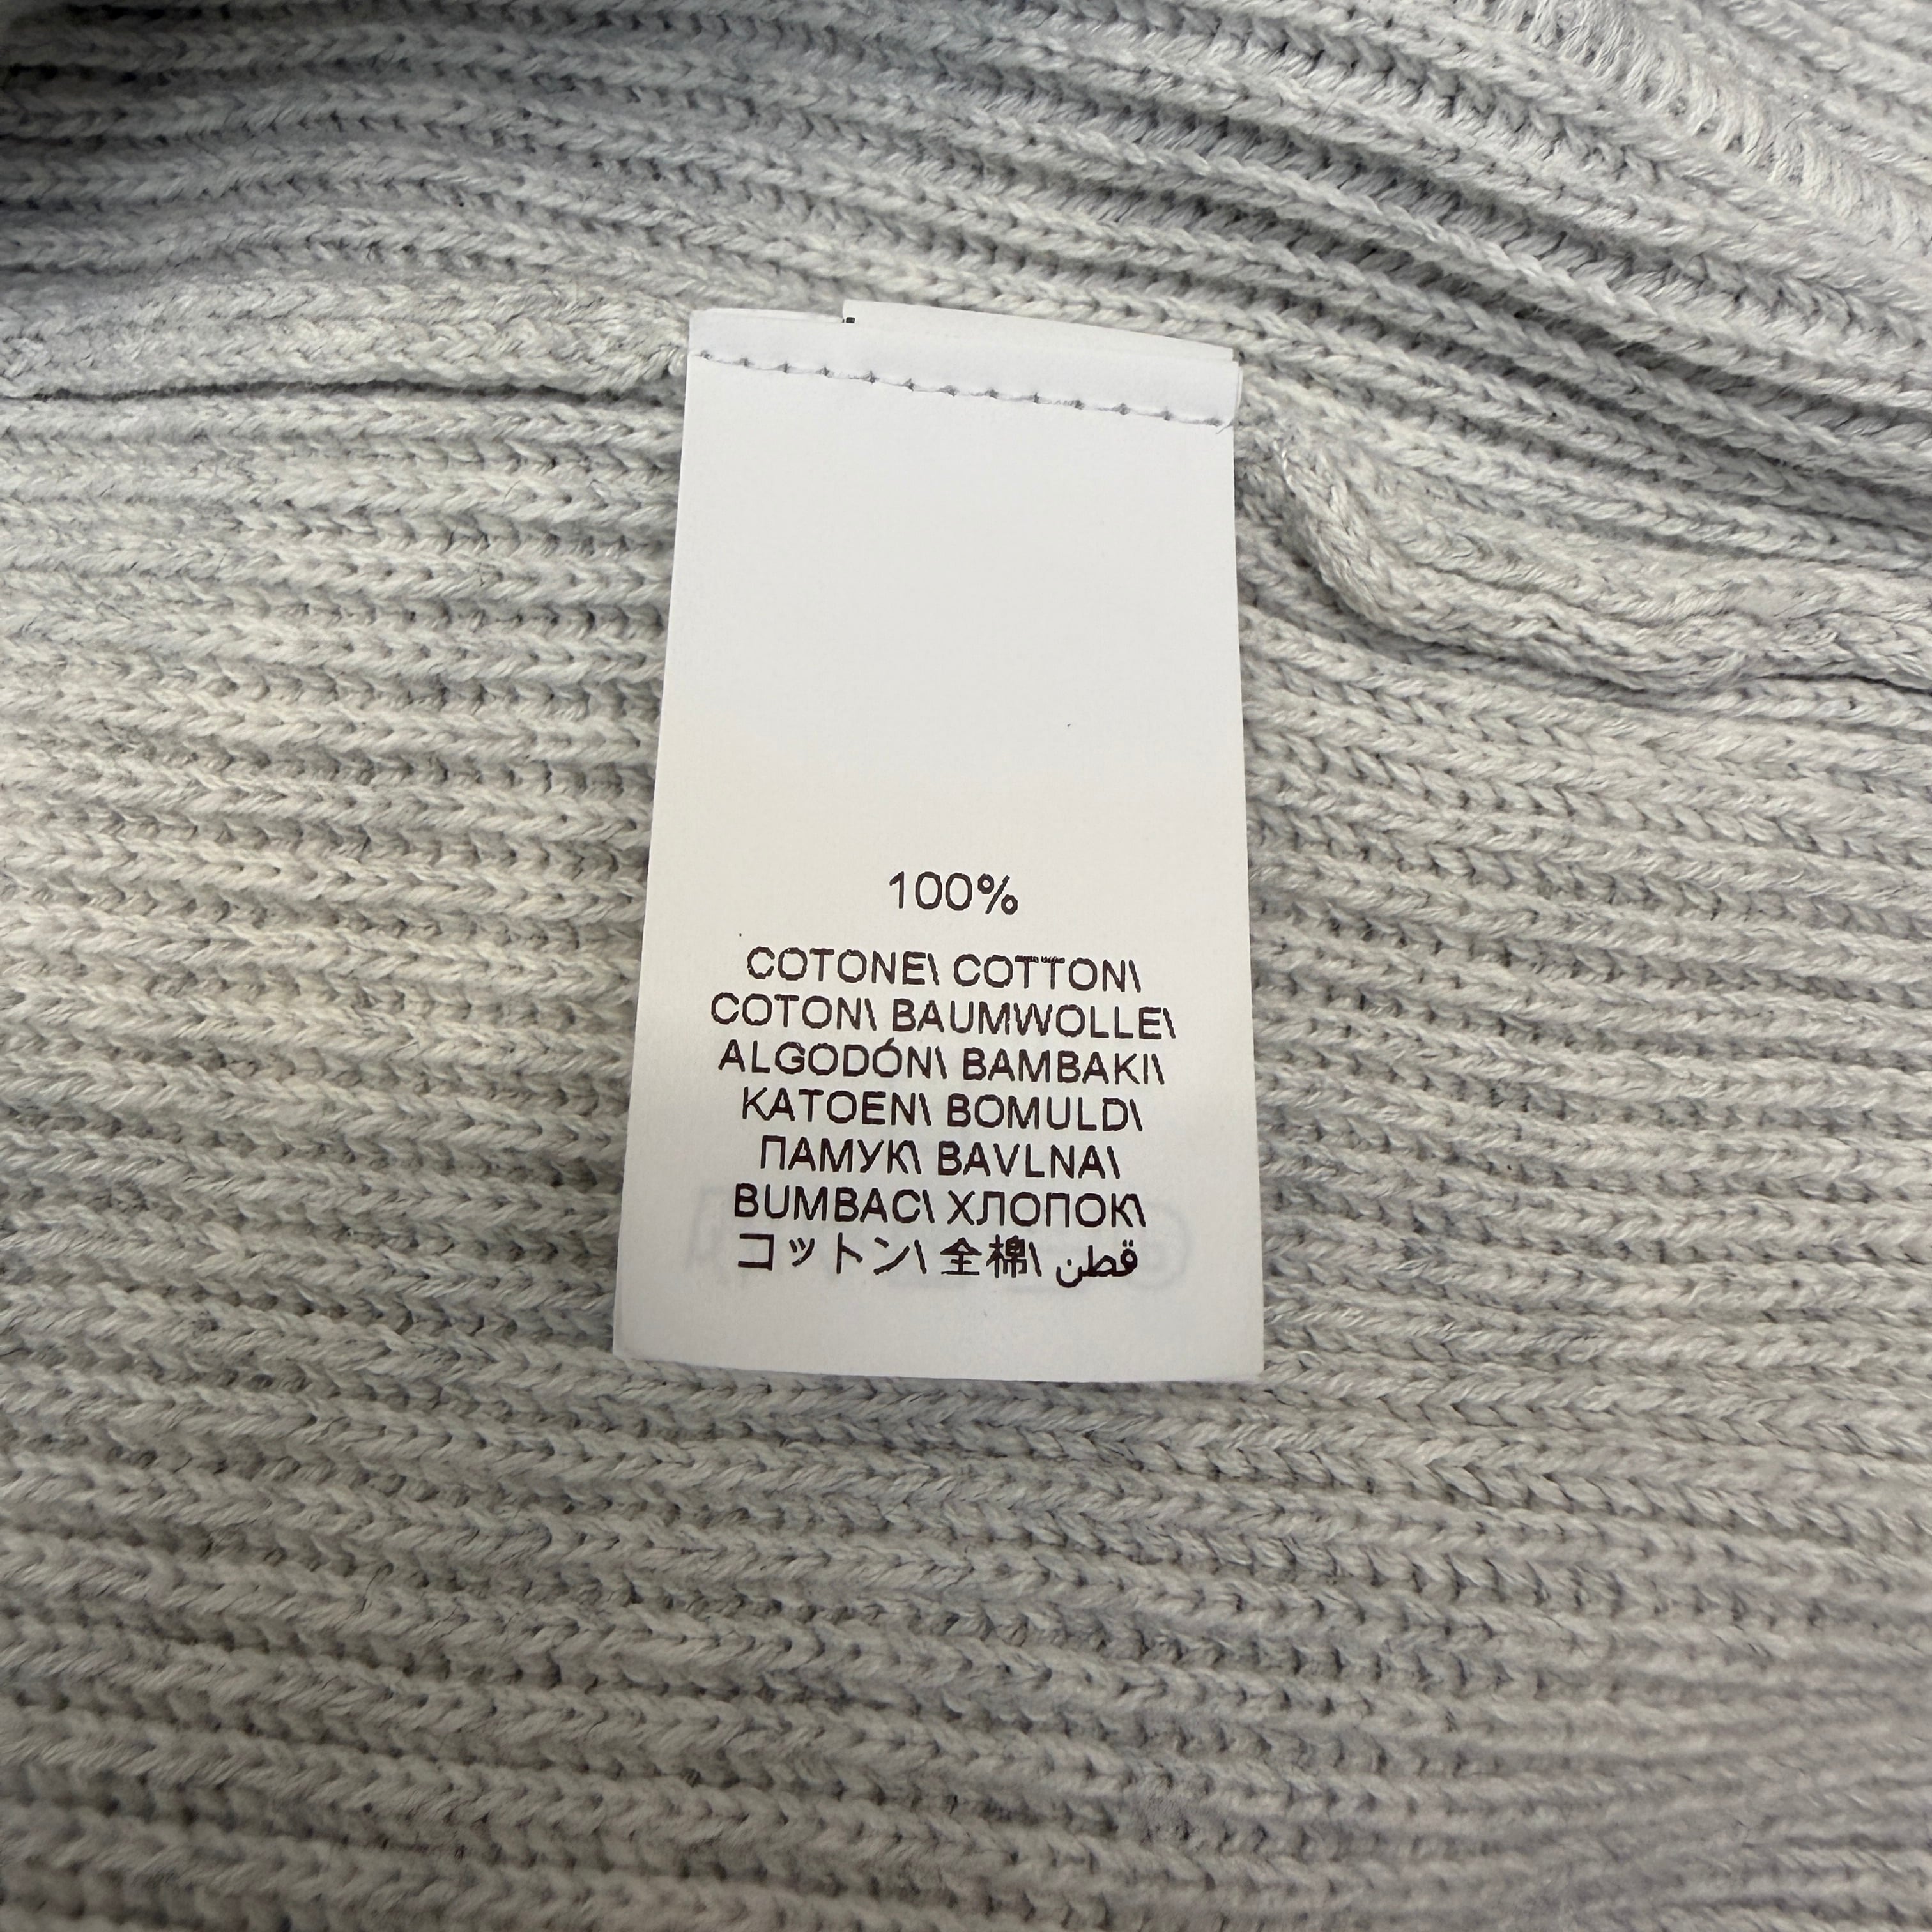 100%
COTONE\ COTTON\
COTON\ BAUMWOLLE\
ALGODÓN\ BAMBAKI\
KATOEN\ BOMULD\
ПАМУК\ BAVLNA\
BUMBAC\ ХЛОПОК\
コットン\ 全棉\ قطن